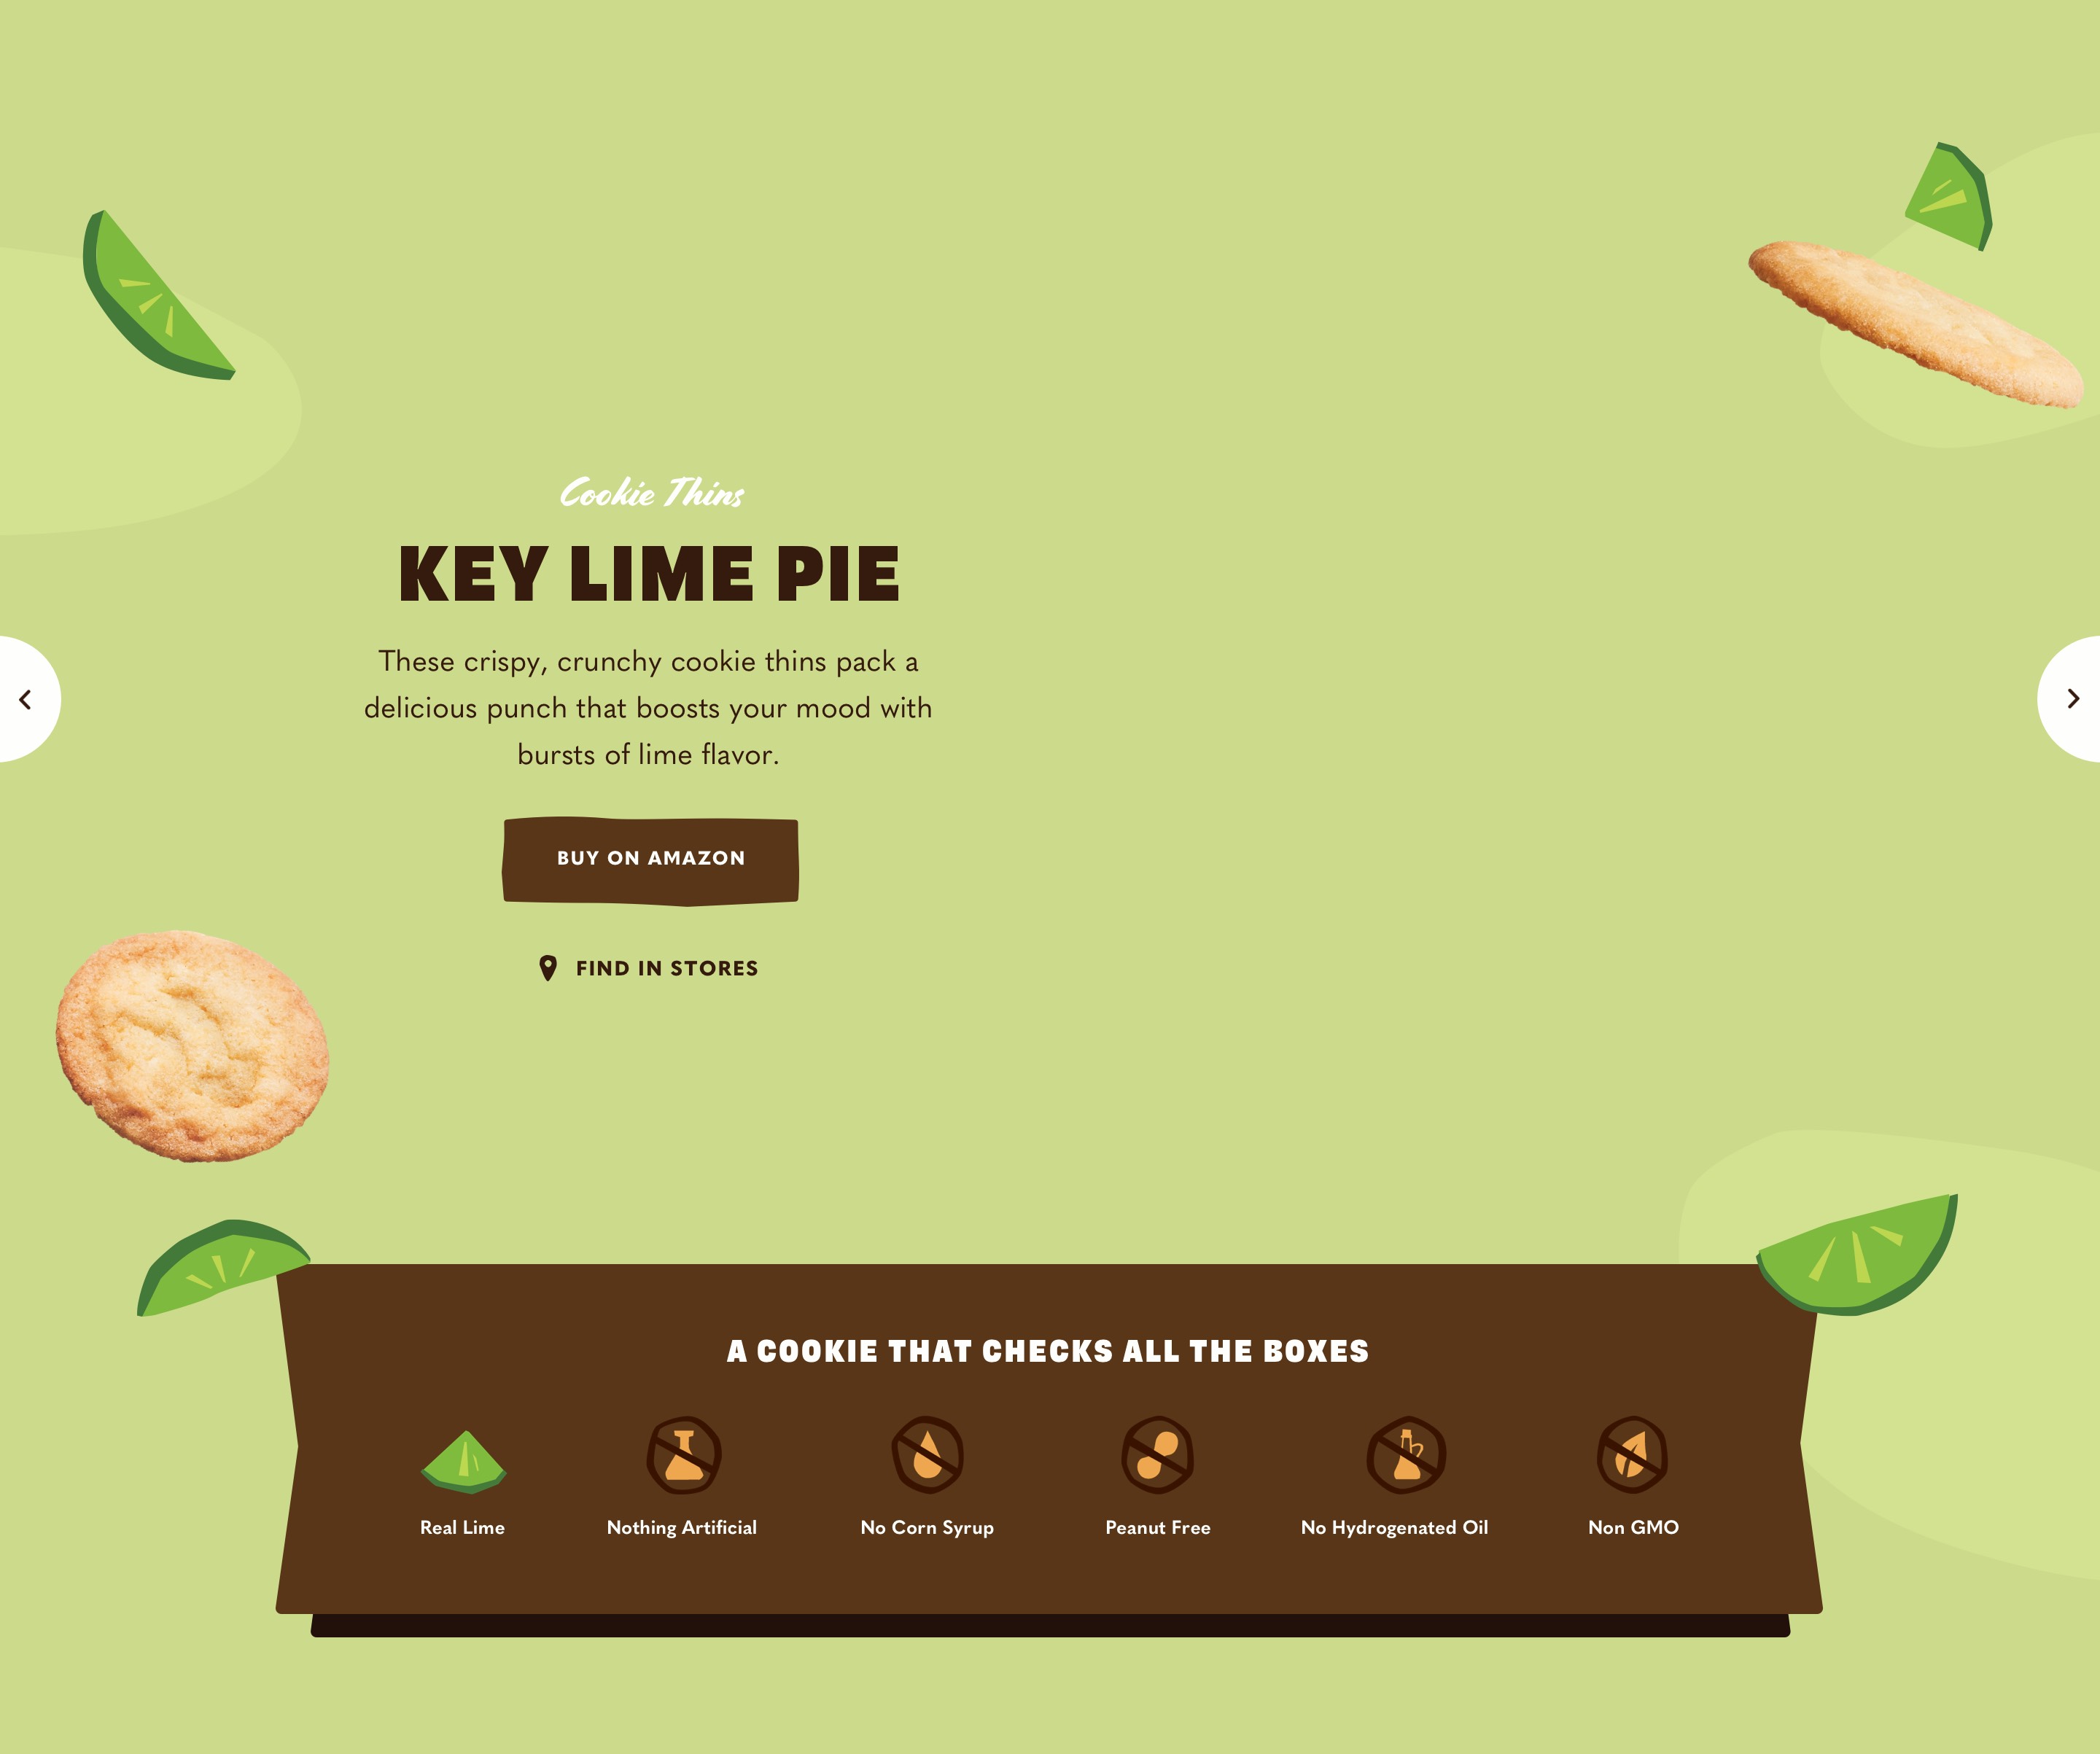 Cookie Thins
KEY LIME PIE
These crispy, crunchy cookie thins pack a
delicious punch that boosts your mood with
bursts of lime flavor.
BUY ON AMAZON
FIND IN STORES
A COOKIE THAT CHECKS ALL THE BOXES
Real Lime
Nothing Artificial
No Corn Syrup
Peanut Free
No Hydrogenated Oil
Non GMO